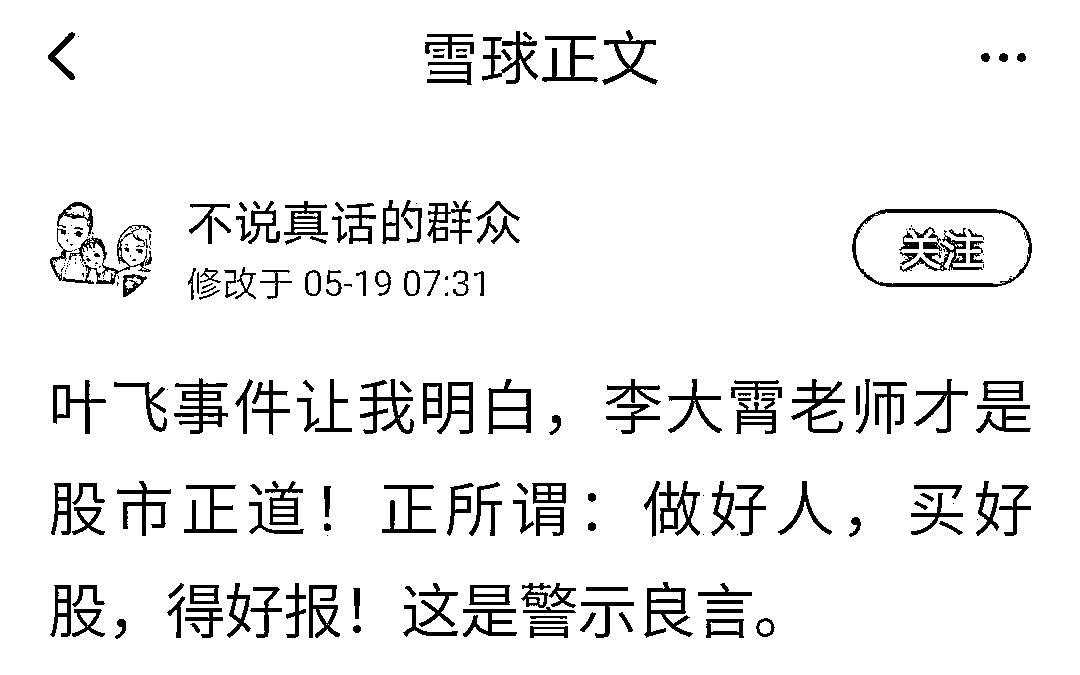 雪球正文
不说真话的群众
修改于 05-19 07:31
关注
叶飞事件让我明白，李大霄老师才是
股市正道！正所谓：做好人，买好
股，得好报！这是警示良言。